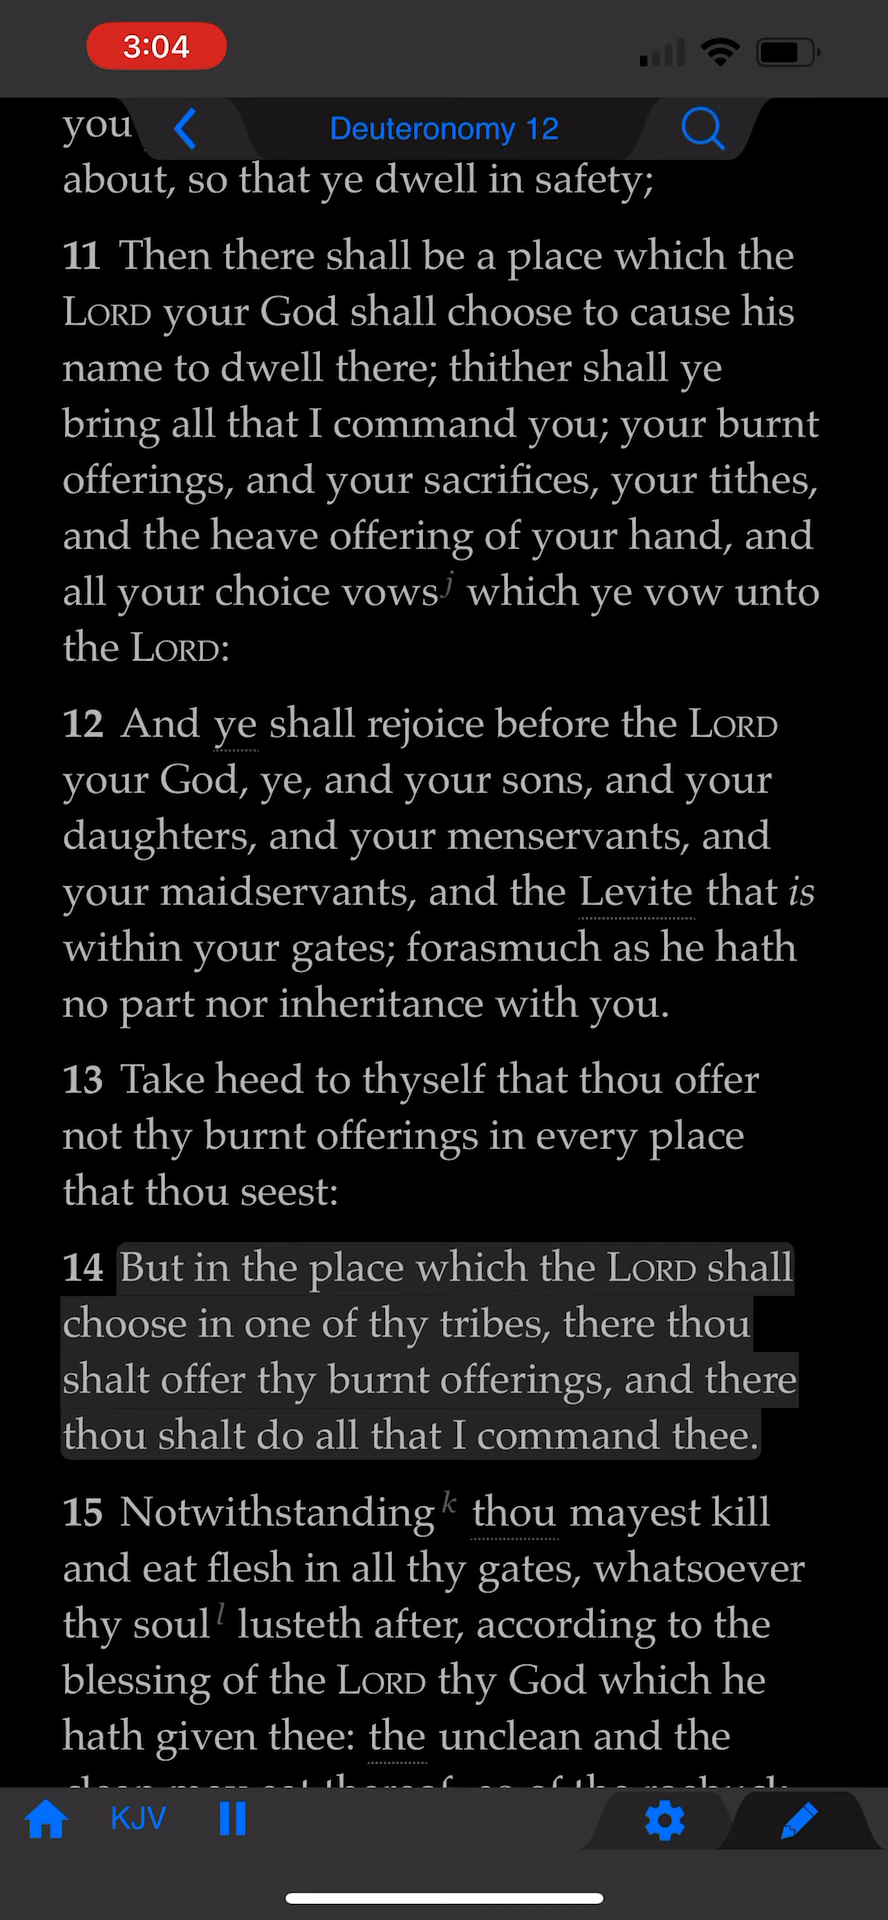 3:04
you
Deuteronomy 12
about, so that ye dwell in safety;
11 Then there shall be a place which the
LORD your God shall choose to cause his
name to dwell there; thither shall ye
bring all that I command you; your burnt
offerings, and your sacrifices, your tithes,
and the heave offering of your hand, and
all your choice vows j which ye vow unto
the LORD:
12 And ye shall rejoice before the LORD
your God, ye, and your sons, and your
daughters, and your menservants, and
your maidservants, and the Levite that is
within your gates; forasmuch as he hath
no part nor inheritance with you.
13 Take heed to thyself that thou offer
not thy burnt offerings in every place
that thou seest:
14 But in the place which the LORD shall
choose in one of thy tribes, there thou
shalt offer thy burnt offerings, and there
thou shalt do all that I command thee.
15 Notwithstanding k thou mayest kill
and eat flesh in all thy gates, whatsoever
thy soul l lusteth after, according to the
blessing of the LORD thy God which he
hath given thee: the unclean and the
KJV